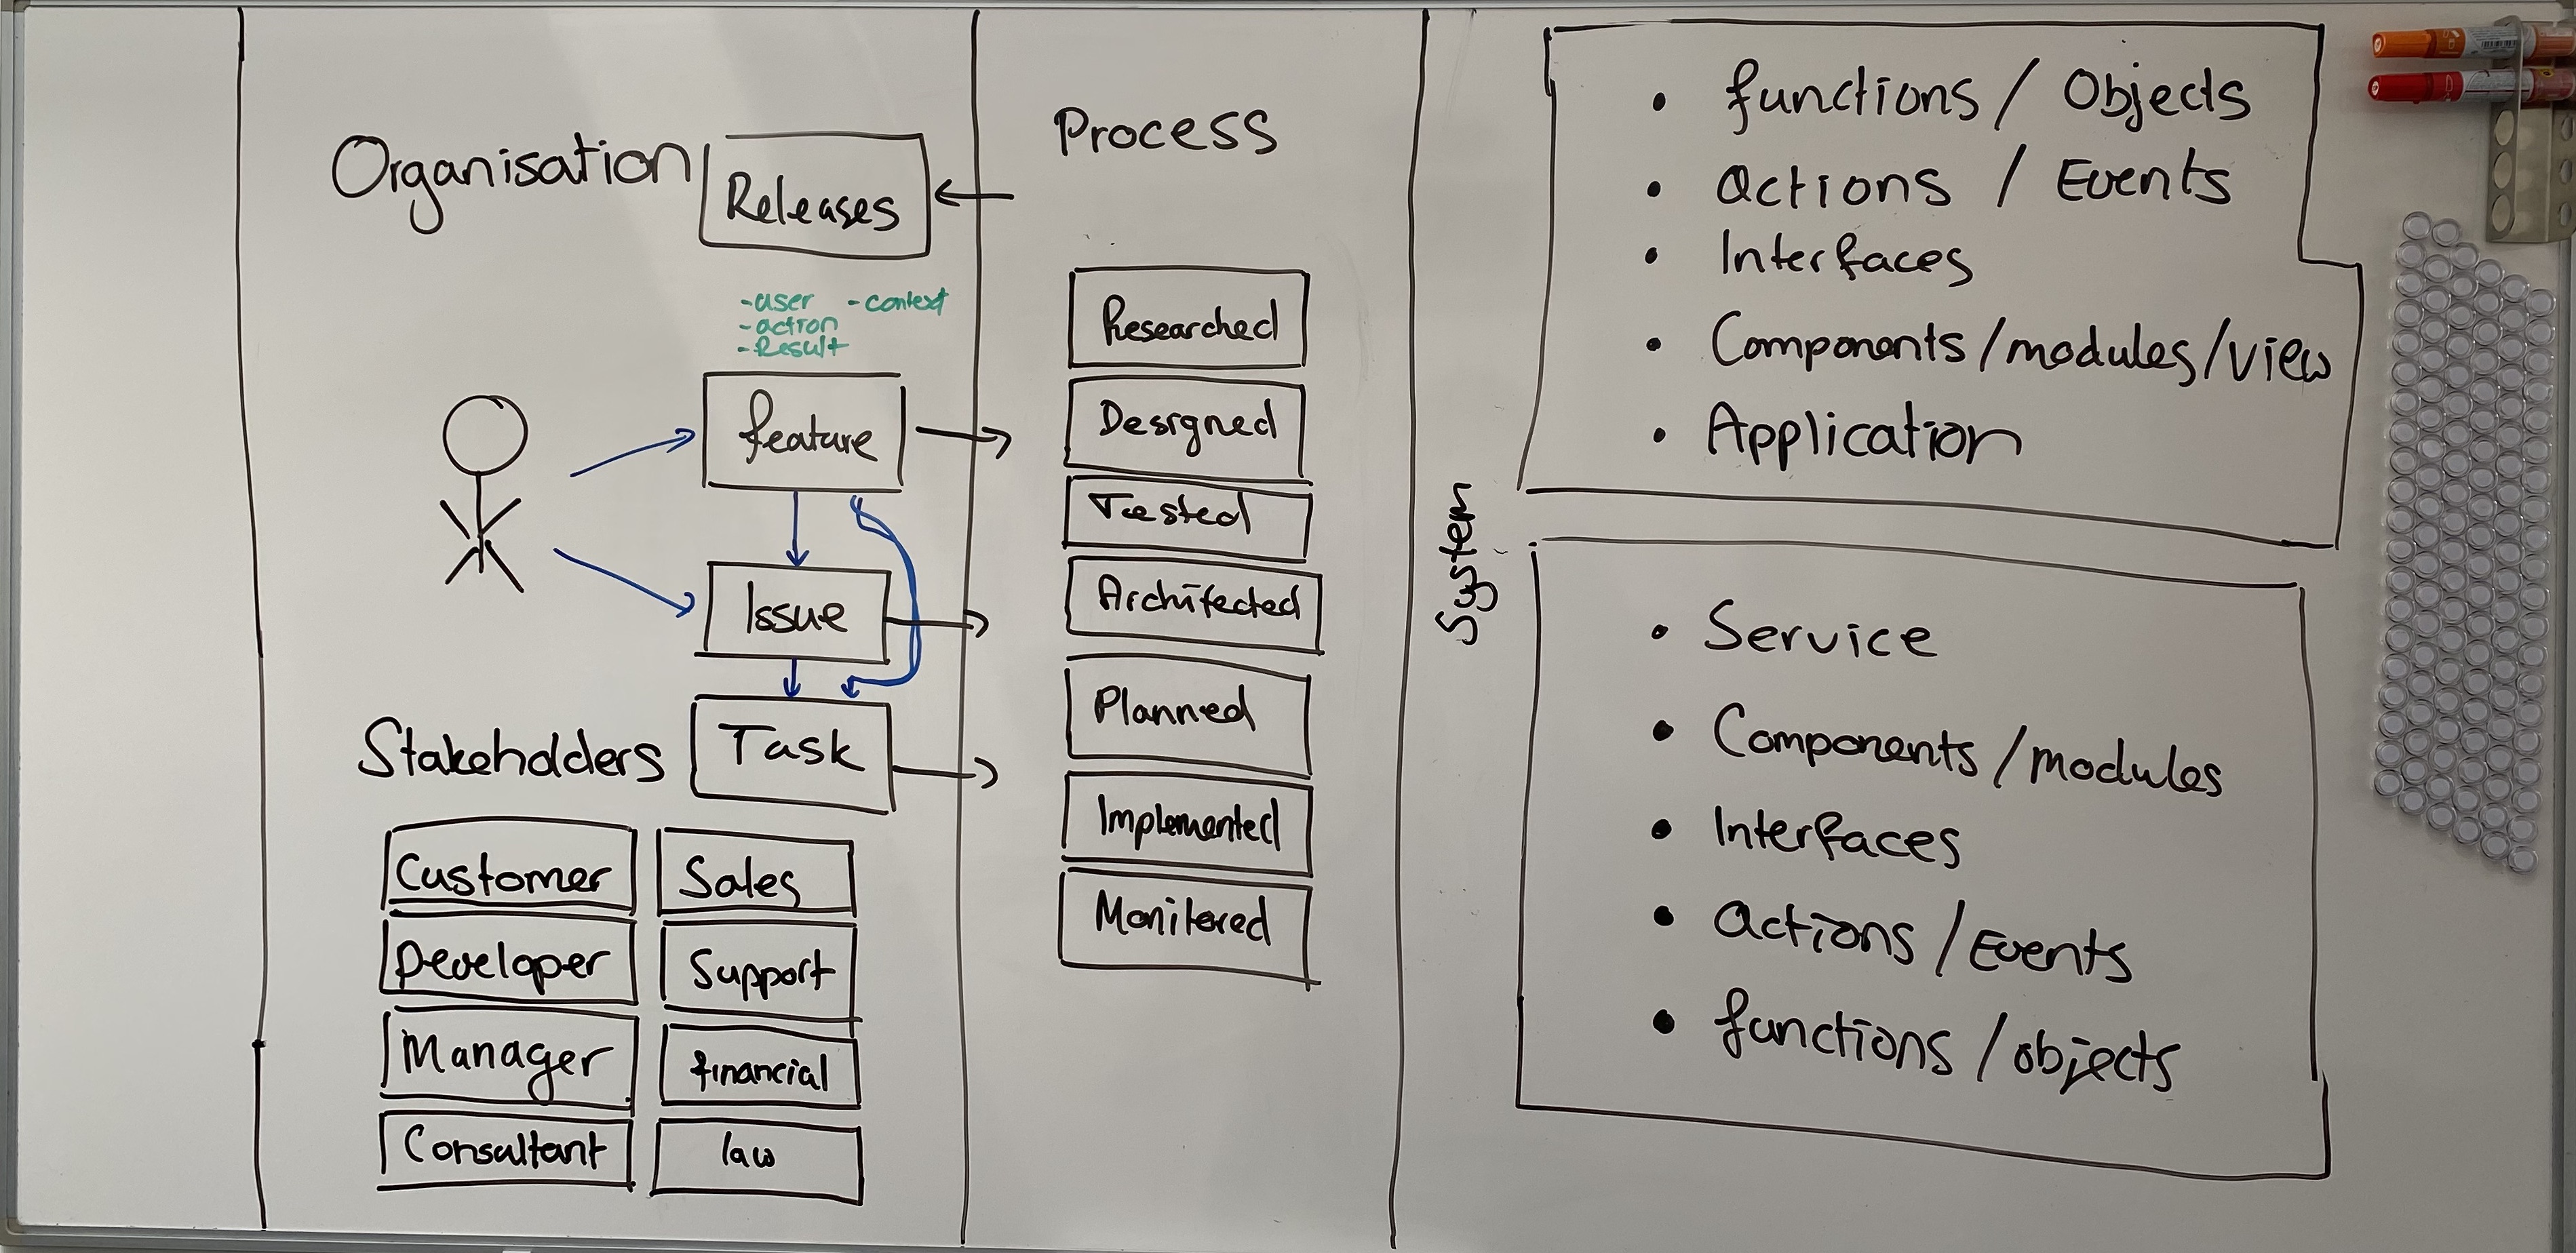 Organisation
Releases
-user -context
-action
-Result
feature
Issue
Task
Stakeholders
Customer
Sales
Developer
Support
Manager
financial
Consultant
law
Process
Researched
Designed
Tested
Architected
Planned
Implemented
Monitored
System
• functions / Objects
• Actions / Events
• Interfaces
• Components/modules/view
• Application
• Service
• Components/modules
• Interfaces
• Actions / Events
• functions / objects